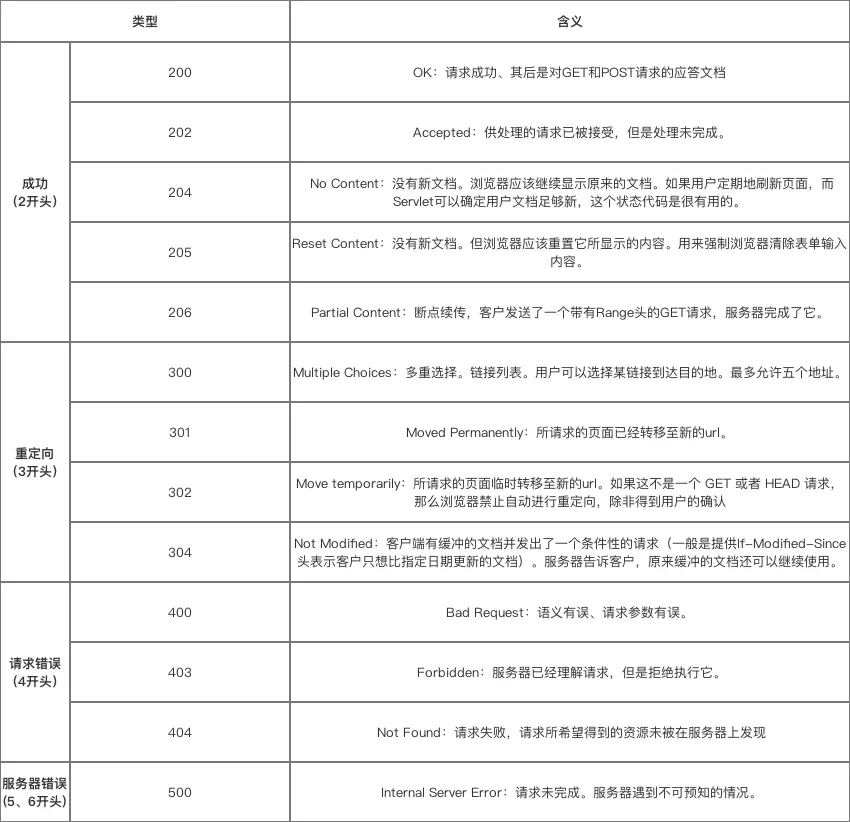 类型
含义
成功
(2开头)
200
OK：请求成功、其后是对GET和POST请求的应答文档
202
Accepted：供处理的请求已被接受，但是处理未完成。
204
No Content：没有新文档。浏览器应该继续显示原来的文档。如果用户定期地刷新页面，而
Servlet可以确定用户文档足够新，这个状态代码是很有用的。
205
Reset Content：没有新文档。但浏览器应该重置它所显示的内容。用来强制浏览器清除表单输入
内容。
206
Partial Content：断点续传，客户发送了一个带有Range头的GET请求，服务器完成了它。
重定向
(3开头)
300
Multiple Choices：多重选择。链接列表。用户可以选择某链接到达目的地。最多允许五个地址。
301
Moved Permanently：所请求的页面已经转移至新的url。
302
Move temporarily：所请求的页面临时转移至新的url。如果这不是一个 GET 或者 HEAD 请求，
那么浏览器禁止自动进行重定向，除非得到用户的确认
304
Not Modified：客户端有缓冲的文档并发出了一个条件性的请求（一般是提供If-Modified-Since
头表示客户只想比指定日期更新的文档）。服务器告诉客户，原来缓冲的文档还可以继续使用。
请求错误
(4开头)
400
Bad Request：语义有误、请求参数有误。
403
Forbidden：服务器已经理解请求，但是拒绝执行它。
404
Not Found：请求失败，请求所希望得到的资源未被在服务器上发现
服务器错误
(5、6开头)
500
Internal Server Error：请求未完成。服务器遇到不可预知的情况。